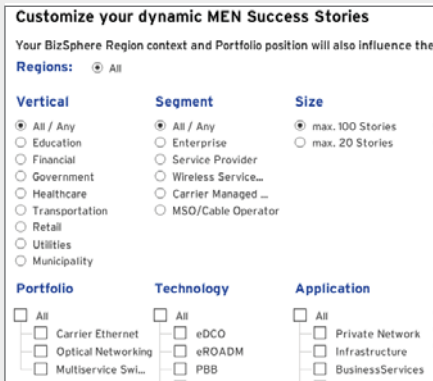 Customize your dynamic MEN Success Stories
Your BizSphere Region context and Portfolio position will also influence the
Regions: All
Vertical Segment Size
All / Any All / Any max. 100 Stories
Education Enterprise max. 20 Stories
Financial Service Provider
Government Wireless Service...
Healthcare Carrier Managed ...
Transportation MSO/Cable Operator
Retail
Utilities
Municipality
Portfolio Technology Application
All All All
Carrier Ethernet eDCO Private Network
Optical Networking eROADM Infrastructure
Multiservice Swi... PBB BusinessServices